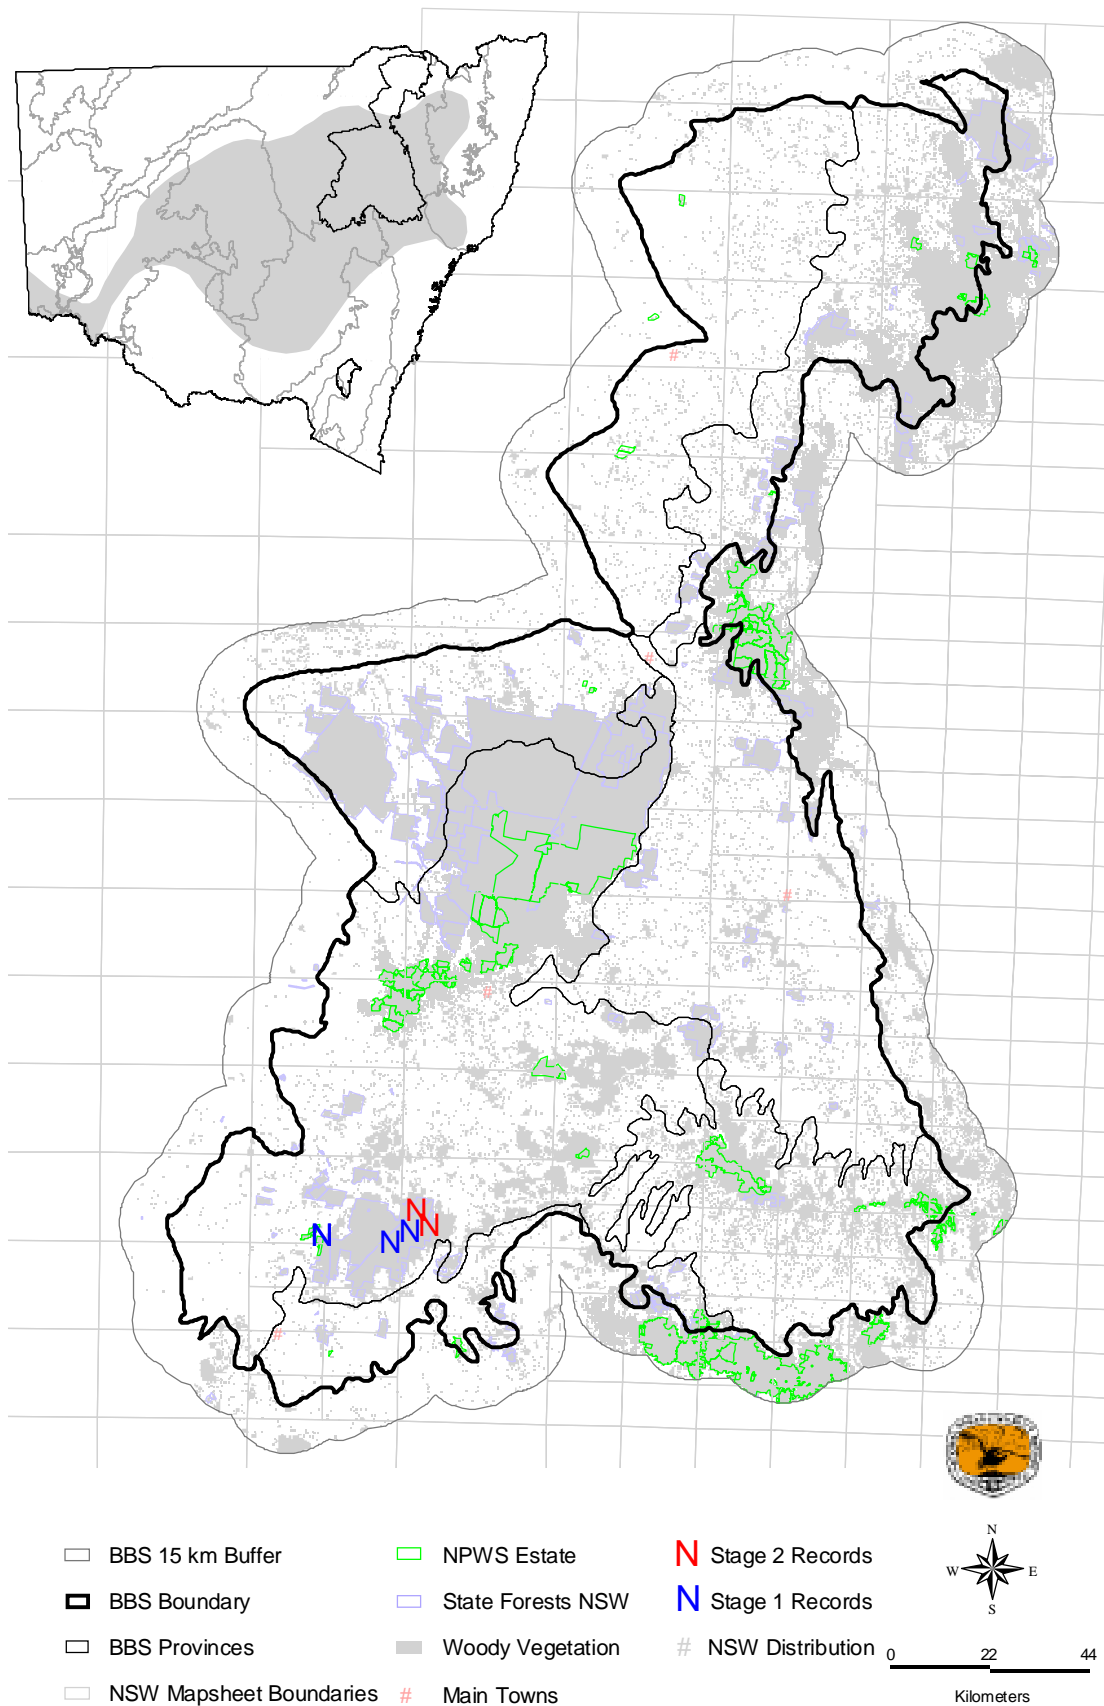 #
#
#
#
#
N
N
N
N
N
BBS 15 km Buffer
BBS Boundary
BBS Provinces
NSW Mapsheet Boundaries
NPWS Estate
State Forests NSW
Woody Vegetation
# Main Towns
N Stage 2 Records
N Stage 1 Records
# NSW Distribution
N
W E
S
0 22 44
Kilometers